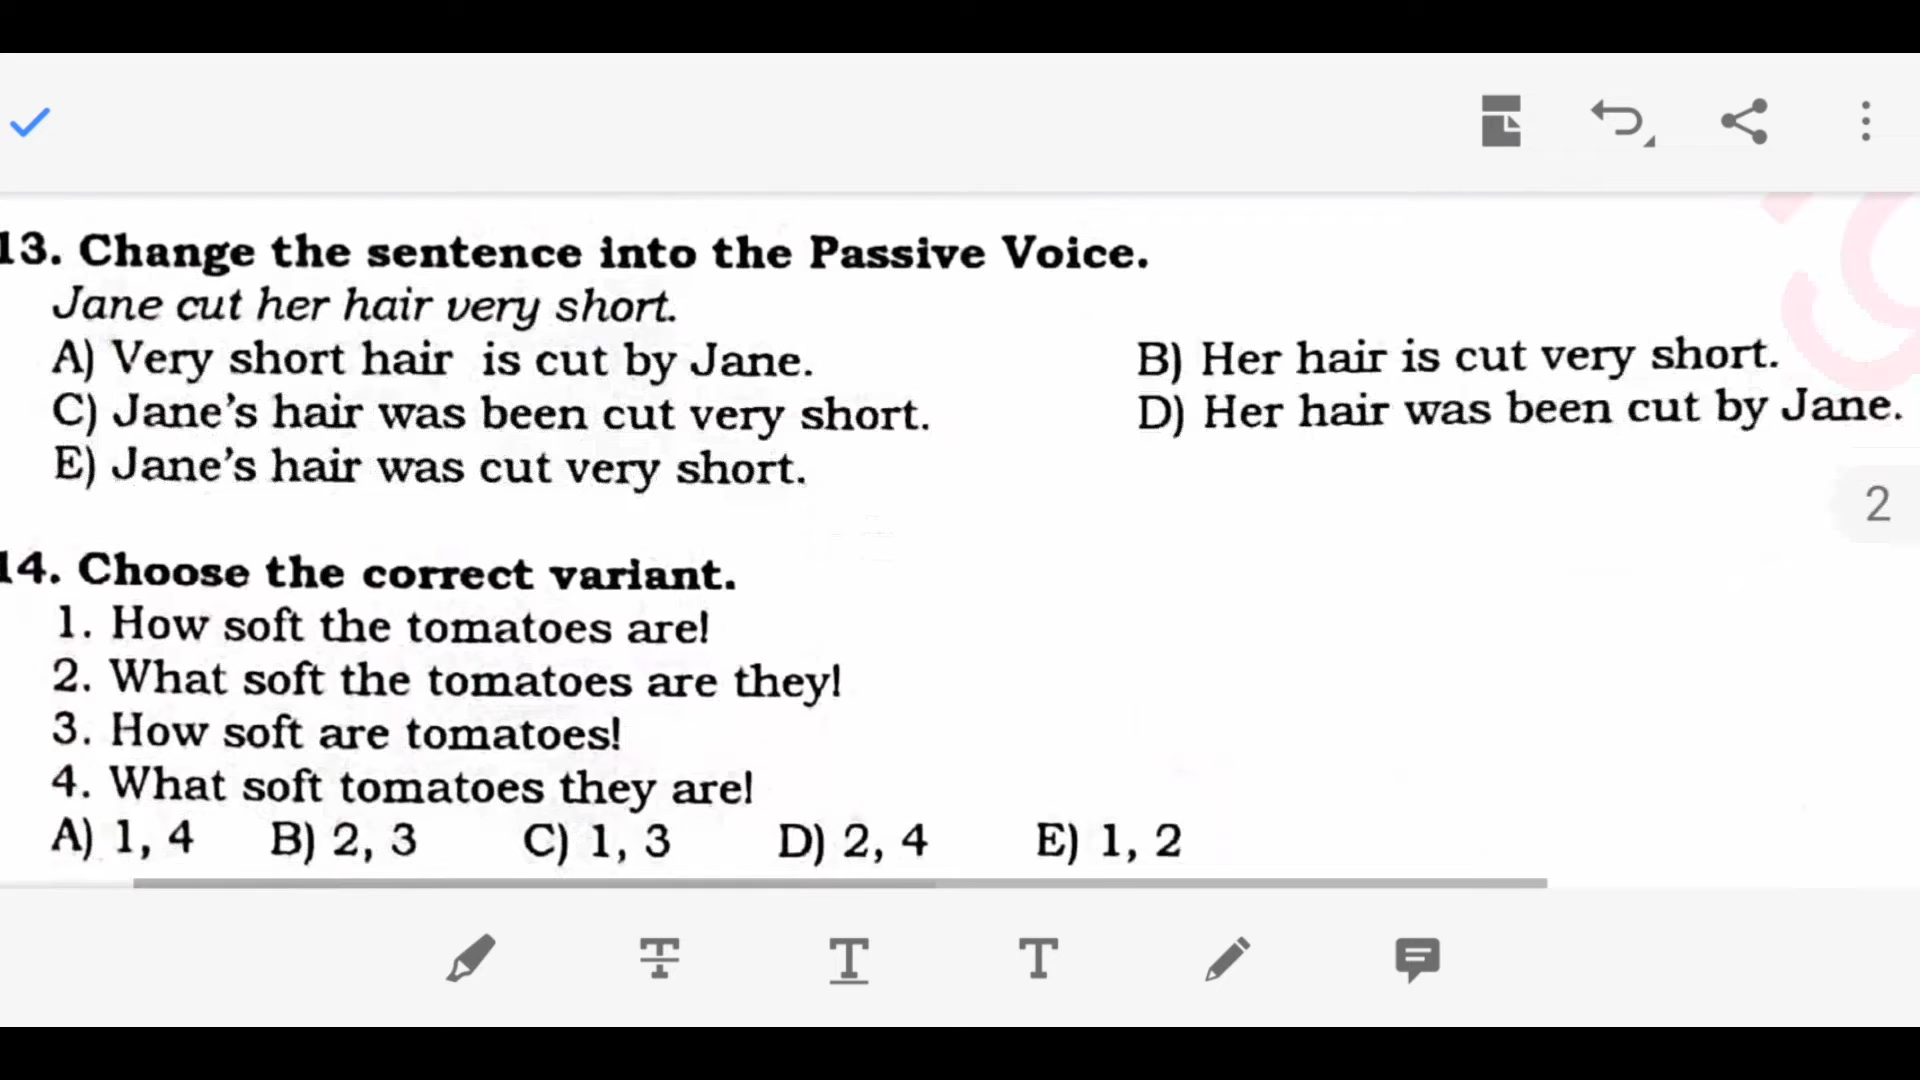 13. Change the sentence into the Passive Voice.
Jane cut her hair very short.
A) Very short hair is cut by Jane.
B) Her hair is cut very short.
C) Jane's hair was been cut very short.
D) Her hair was been cut by Jane.
E) Jane's hair was cut very short.
2
14. Choose the correct variant.
1. How soft the tomatoes are!
2. What soft the tomatoes are they!
3. How soft are tomatoes!
4. What soft tomatoes they are!
A) 1, 4 B) 2, 3 C) 1, 3 D) 2, 4 E) 1, 2